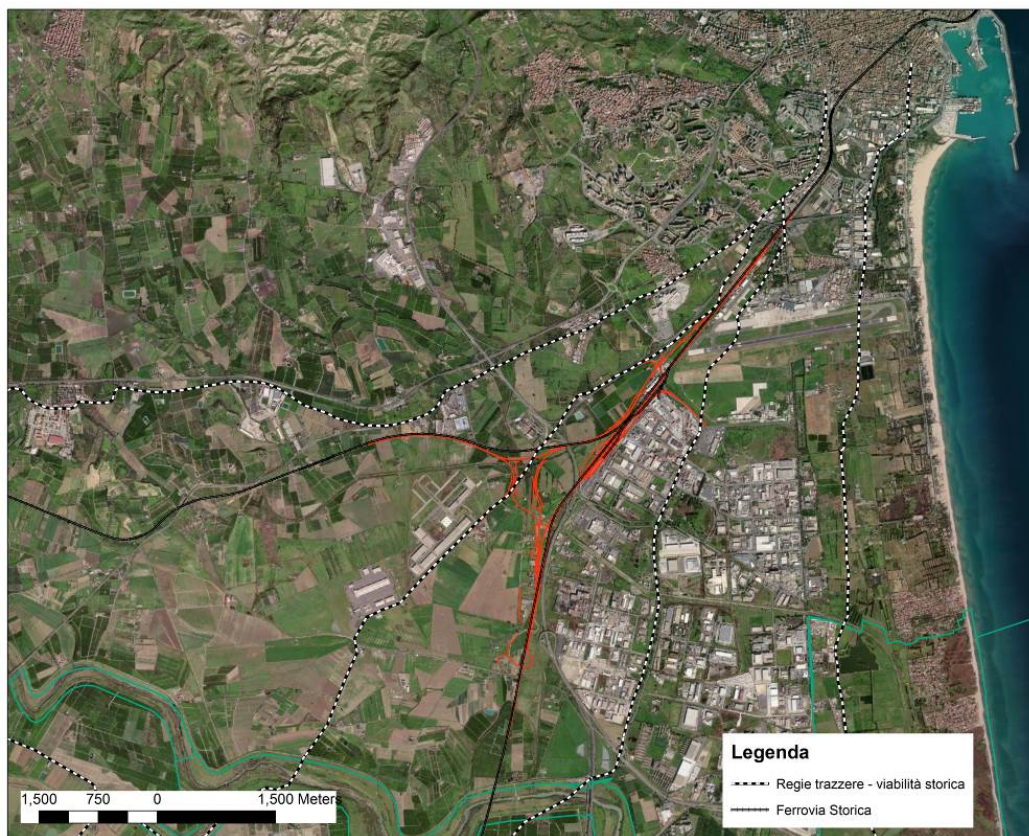 Legenda
Regie trazzere - viabilità storica
Ferrovia Storica
1,500 750 0 1,500 Meters